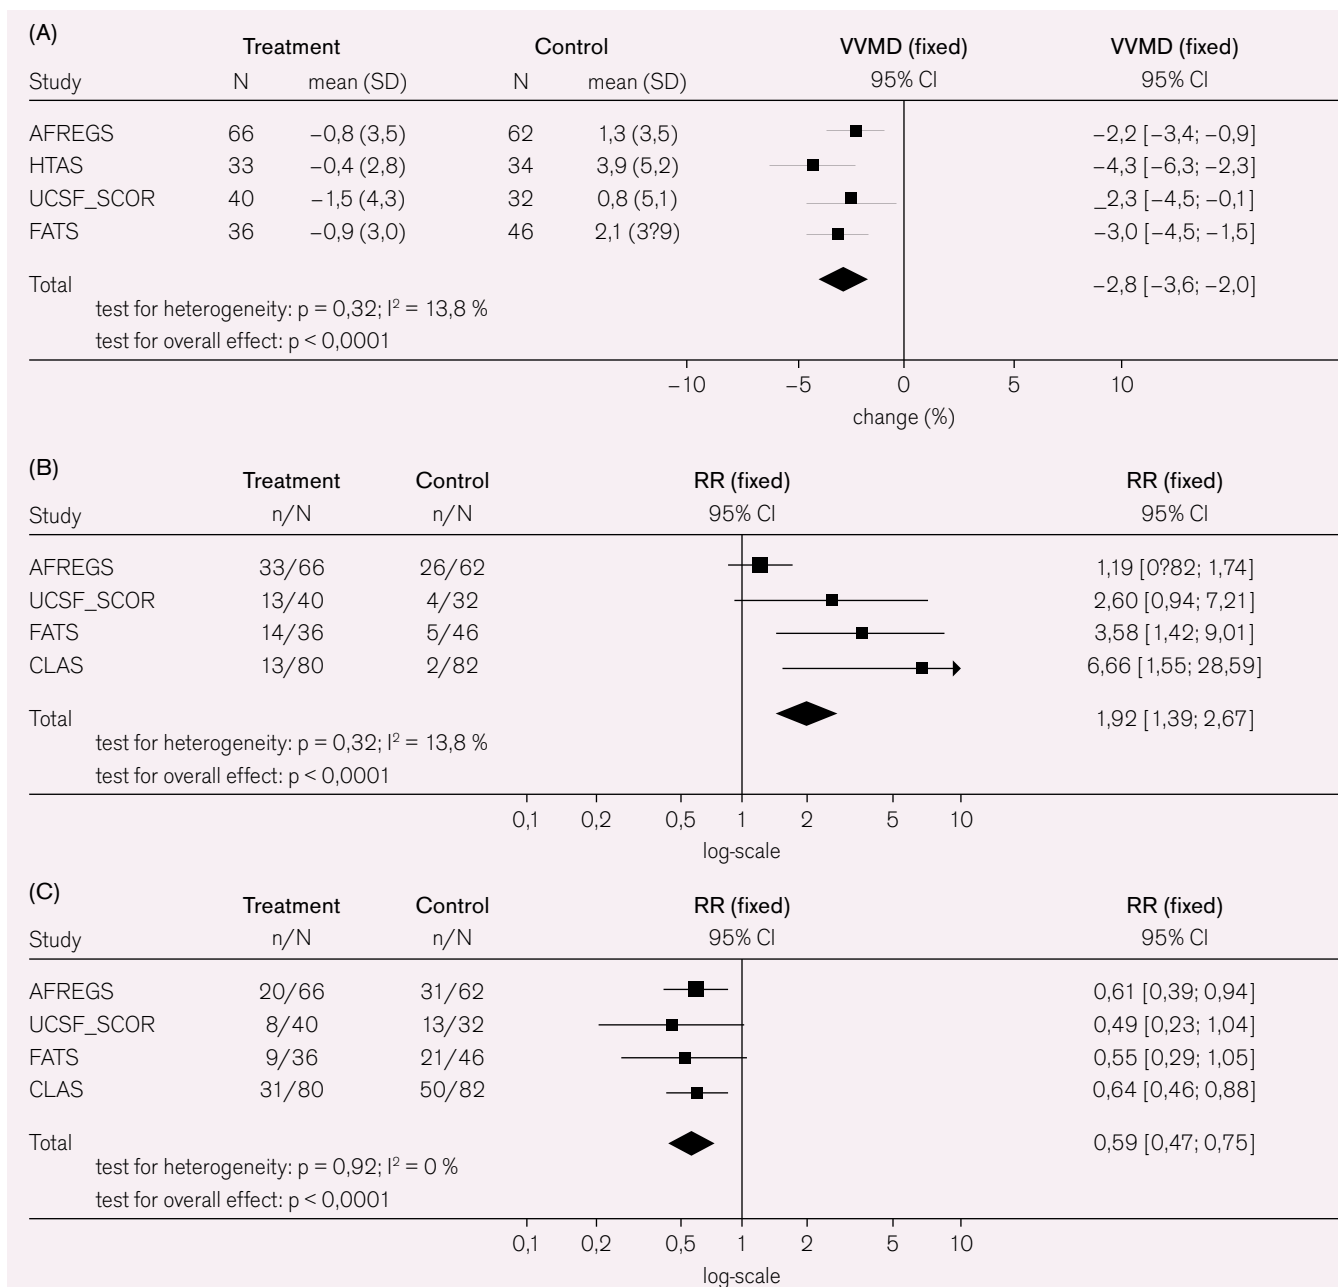 (A)
Treatment Control VVMD (fixed) VVMD (fixed)
Study N mean (SD) N mean (SD) 95% CI 95% CI
AFREGS 66 −0,8 (3,5) 62 1,3 (3,5) −2,2 [−3,4; −0,9]
HTAS 33 −0,4 (2,8) 34 3,9 (5,2) −4,3 [−6,3; −2,3]
UCSF_SCOR 40 −1,5 (4,3) 32 0,8 (5,1) _2,3 [−4,5; −0,1]
FATS 36 −0,9 (3,0) 46 2,1 (3?9) −3,0 [−4,5; −1,5]
Total −2,8 [−3,6; −2,0]
test for heterogeneity: p = 0,32; I² = 13,8 %
test for overall effect: p < 0,0001
−10 −5 0 5 10
change (%)
(B)
Treatment Control RR (fixed) RR (fixed)
Study n/N n/N 95% CI 95% CI
AFREGS 33/66 26/62 1,19 [0?82; 1,74]
UCSF_SCOR 13/40 4/32 2,60 [0,94; 7,21]
FATS 14/36 5/46 3,58 [1,42; 9,01]
CLAS 13/80 2/82 6,66 [1,55; 28,59]
Total 1,92 [1,39; 2,67]
test for heterogeneity: p = 0,32; I² = 13,8 %
test for overall effect: p < 0,0001
0,1 0,2 0,5 1 2 5 10
log-scale
(C)
Treatment Control RR (fixed) RR (fixed)
Study n/N n/N 95% CI 95% CI
AFREGS 20/66 31/62 0,61 [0,39; 0,94]
UCSF_SCOR 8/40 13/32 0,49 [0,23; 1,04]
FATS 9/36 21/46 0,55 [0,29; 1,05]
CLAS 31/80 50/82 0,64 [0,46; 0,88]
Total 0,59 [0,47; 0,75]
test for heterogeneity: p = 0,92; I² = 0 %
test for overall effect: p < 0,0001
0,1 0,2 0,5 1 2 5 10
log-scale